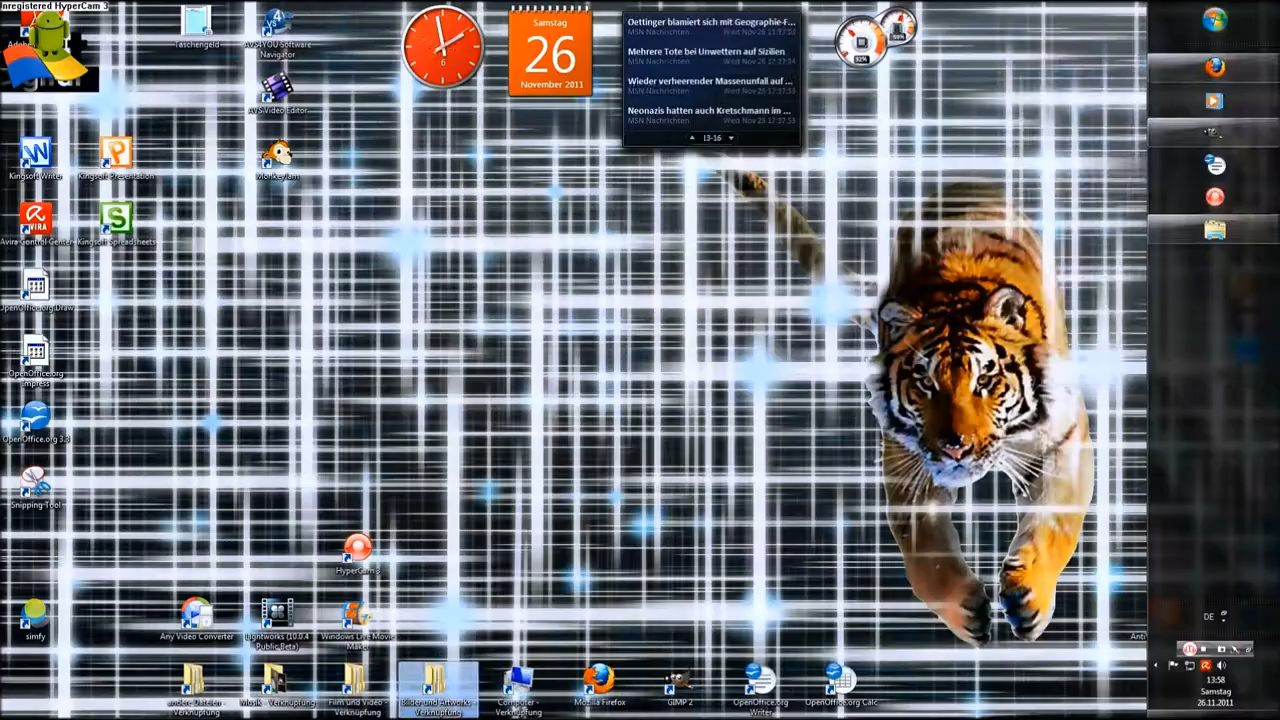 nregistered HyperCam 3
Taschengeld
AVS4YOU Software
Navigator
AVS Video Editor
MonkeyJam
Kingsoft Writer
Kingsoft Presentation
Avira Control Center
Kingsoft Spreadsheets
OpenOffice.org Draw
OpenOffice.org
Impress
Snipping Tool
HyperCam 3
simfy
Any Video Converter
Lightworks (10.0.4
Public Beta)
Windows Live Movie
Maker
andere Dateien -
Verknüpfung
Musik - Verknüpfung
Film und Video -
Verknüpfung
Bilder und Artworks -
Verknüpfung
Computer -
Verknüpfung
Mozilla Firefox
GIMP 2
OpenOffice.org
Writer
OpenOffice.org Calc
6
Samstag
26
November 2011
Oettinger blamiert sich mit Geographie-F...
MSN Nachrichten
Mehrere Tote bei Unwettern auf Sizilien
MSN Nachrichten
Wieder verheerender Massenunfall auf ...
MSN Nachrichten
Neonazis hatten auch Kretschmann im ...
MSN Nachrichten
13-16
32%
59%
DE
13:58
Samstag
26.11.2011